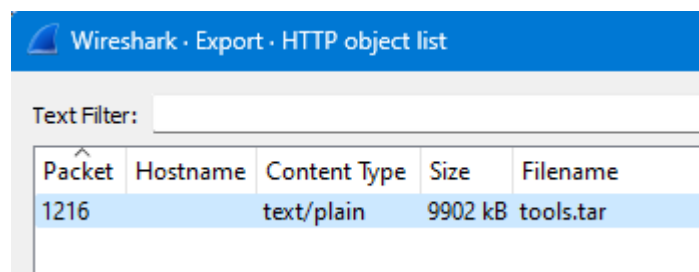 Wireshark · Export · HTTP object list
Text Filter:
Packet Hostname Content Type Size Filename
1216 text/plain 9902 kB tools.tar